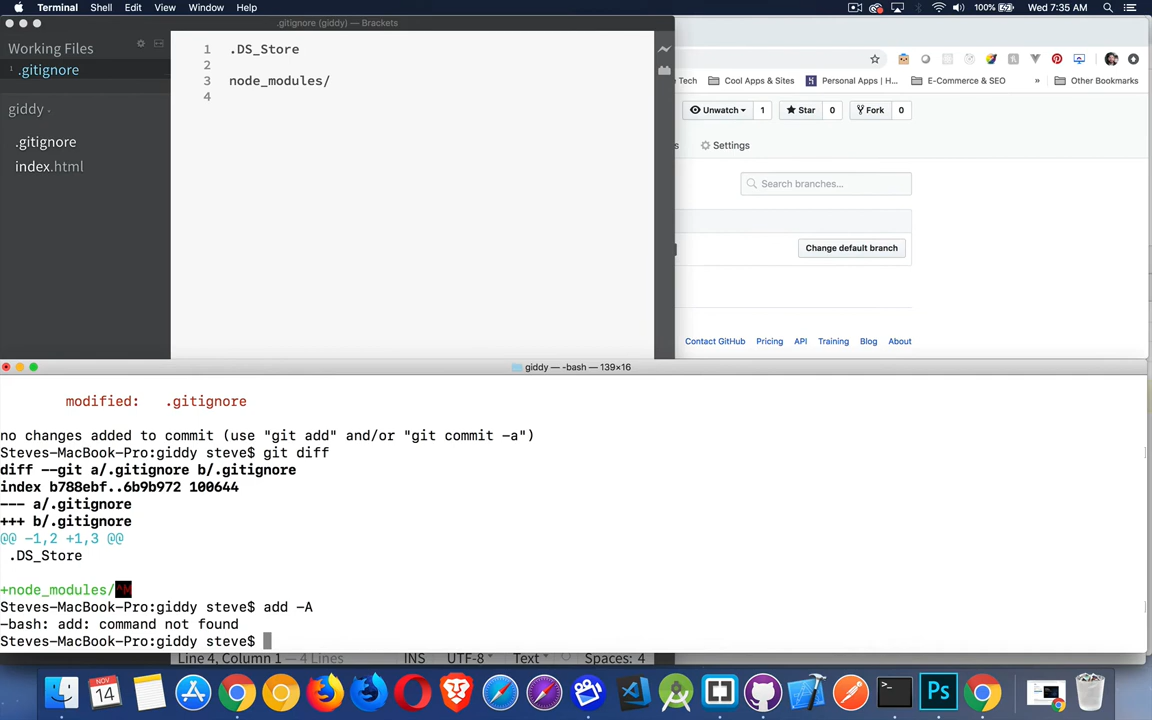 Terminal Shell Edit View Window Help 100% Wed 7:35 AM
.gitignore (giddy) — Brackets
Working Files
.gitignore
giddy
.gitignore
index.html
1 .DS_Store
2
3 node_modules/
4
Tech Cool Apps & Sites Personal Apps | H... E-Commerce & SEO » Other Bookmarks
Unwatch 1 Star 0 Fork 0
s Settings
Search branches...
Change default branch
Contact GitHub Pricing API Training Blog About
giddy — -bash — 139×16
modified: .gitignore
no changes added to commit (use "git add" and/or "git commit -a")
Steves-MacBook-Pro:giddy steve$ git diff
diff --git a/.gitignore b/.gitignore
index b788ebf..6b9b972 100644
--- a/.gitignore
+++ b/.gitignore
@@ -1,2 +1,3 @@
.DS_Store
+node_modules/^M
Steves-MacBook-Pro:giddy steve$ add -A
-bash: add: command not found
Steves-MacBook-Pro:giddy steve$
Line 4, Column 1 — 4 Lines INS UTF-8 Text Spaces: 4
NOV
14
Ps